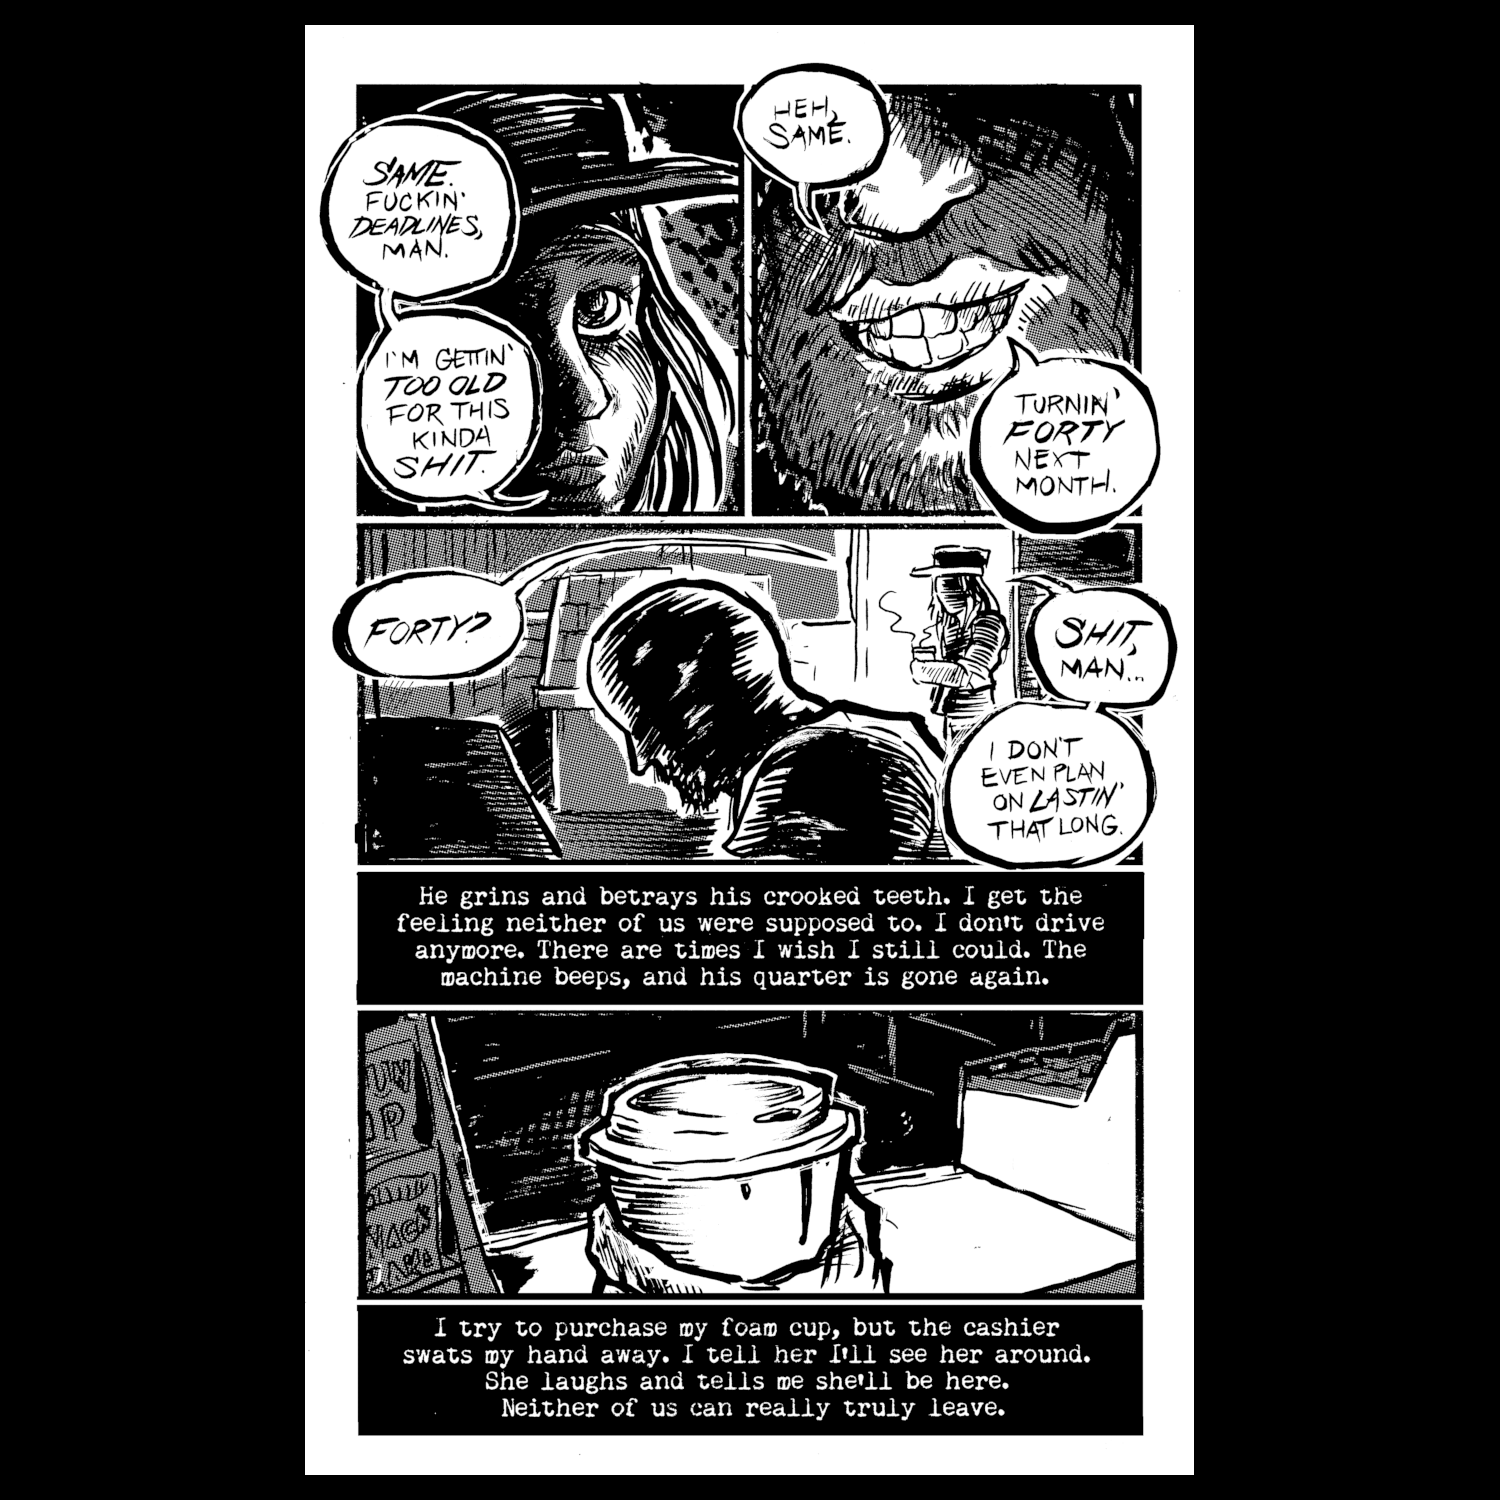 SAME.
FUCKIN'
DEADLINES,
MAN.
I'M GETTIN'
TOO OLD
FOR THIS
KINDA
SHIT.
HEH,
SAME.
TURNIN'
FORTY
NEXT
MONTH.
FORTY?
SHIT,
MAN...
I DON'T
EVEN PLAN
ON LASTIN'
THAT LONG.
He grins and betrays his crooked teeth. I get the
feeling neither of us were supposed to. I don't drive
anymore. There are times I wish I still could. The
machine beeps, and his quarter is gone again.
I try to purchase my foam cup, but the cashier
swats my hand away. I tell her I'll see her around.
She laughs and tells me she'll be here.
Neither of us can really truly leave.